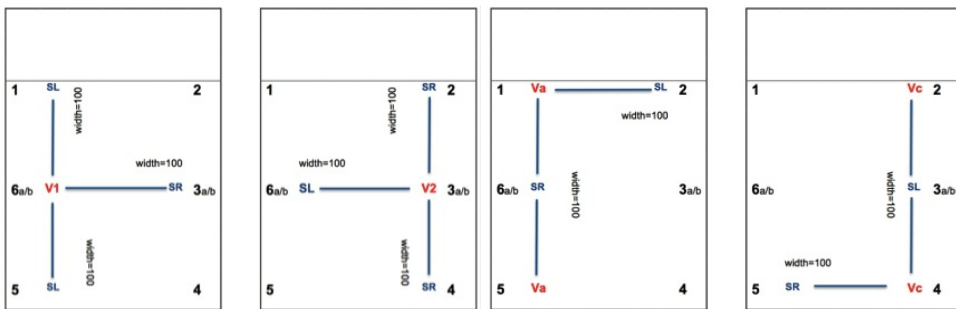 1 SL 2
width=100
width=100
6a/b V1 SR 3a/b
width=100
5 SL 4
1 SR 2
width=100
width=100
6a/b SL V2 3a/b
width=100
5 SR 4
1 Va SL 2
width=100
6a/b SR 3a/b
width=100
5 Va 4
1 Vc 2
6a/b SL 3a/b
width=100
width=100
5 SR Vc 4